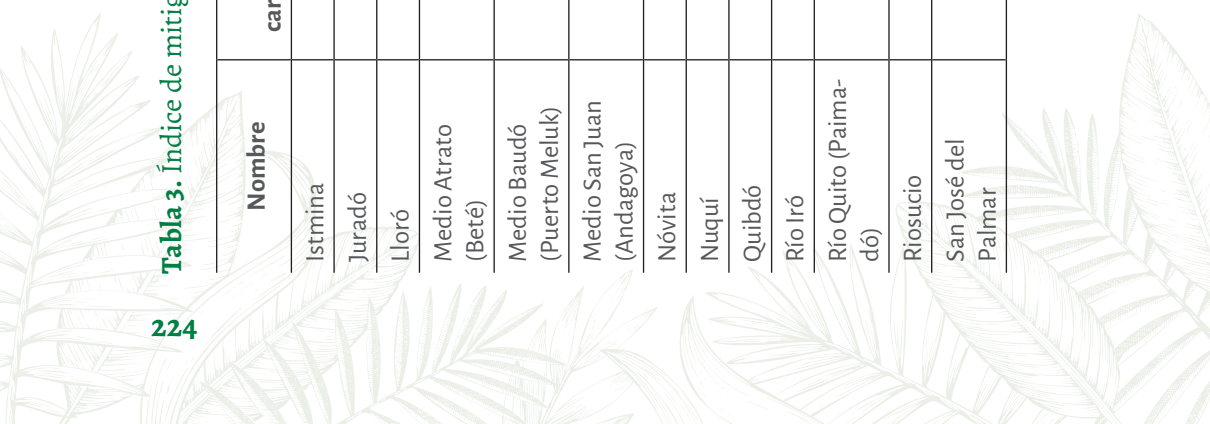 Tabla 3. Índice de mitig
Nombre
car
Istmina
Juradó
Lloró
Medio Atrato
(Beté)
Medio Baudó
(Puerto Meluk)
Medio San Juan
(Andagoya)
Nóvita
Nuquí
Quibdó
Río Iró
Río Quito (Paima-
dó)
Riosucio
San José del
Palmar
224